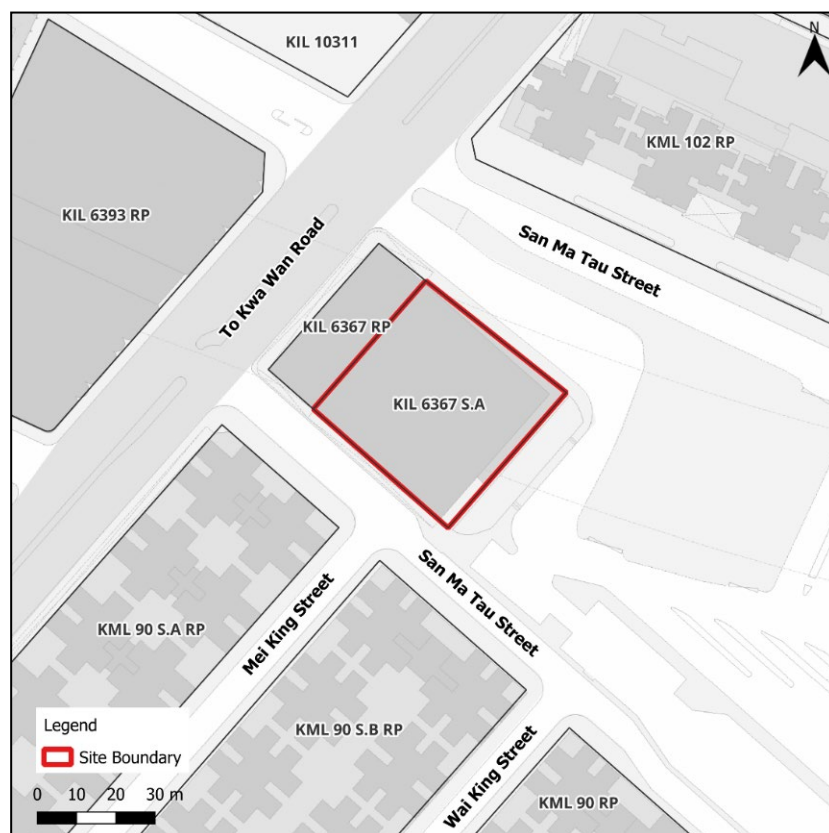 KIL 10311
N
KML 102 RP
KIL 6393 RP
To Kwa Wan Road
San Ma Tau Street
KIL 6367 RP
KIL 6367 S.A
San Ma Tau Street
KML 90 S.A RP
Mei King Street
KML 90 S.B RP
Wai King Street
KML 90 RP
Legend
Site Boundary
0 10 20 30 m